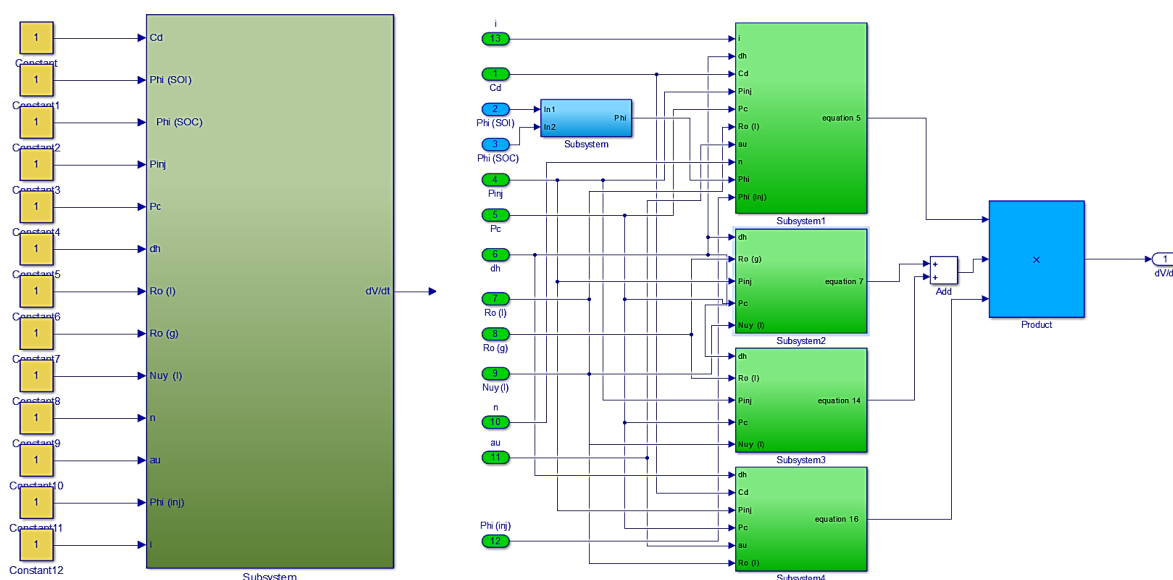 1
Cd
Constant
1
Phi (SOI)
Constant1
1
Phi (SOC)
Constant2
1
Pinj
Constant3
1
Pc
Constant4
1
dh
Constant5
1
Ro (l)
Constant6
1
Ro (g)
Constant7
1
Nuy (l)
Constant8
1
n
Constant9
1
au
Constant10
1
Phi (inj)
Constant11
1
i
Constant12
dV/dt
Subsystem
i
13
1
Cd
2
Phi (SOI)
3
Phi (SOC)
4
Pinj
5
Pc
6
dh
7
Ro (l)
8
Ro (g)
9
Nuy (l)
n
10
au
11
Phi (inj)
12
In1
In2
Phi
Subsystem
i
dh
Cd
Pinj
Pc
Ro (l)
au
n
Phi
Phi (inj)
equation 5
Subsystem1
dh
Ro (g)
Pinj
Pc
Nuy (l)
equation 7
Subsystem2
dh
Ro (l)
Pinj
Pc
Nuy (l)
equation 14
Subsystem3
dh
Cd
Pinj
Pc
au
Ro (l)
equation 16
Subsystem4
+
+
Add
×
Product
1
dV/d